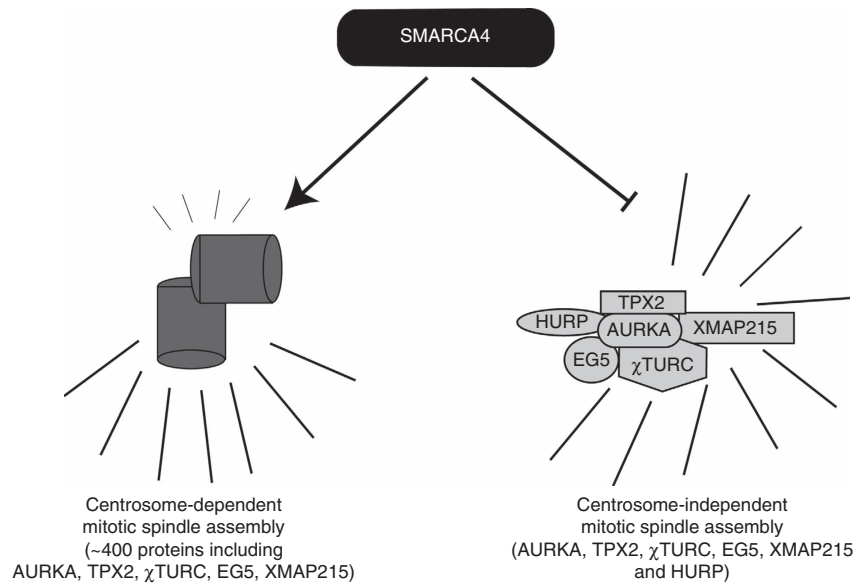 SMARCA4
TPX2
HURP
AURKA
XMAP215
EG5
χTURC
Centrosome-dependent
mitotic spindle assembly
(~400 proteins including
AURKA, TPX2, χTURC, EG5, XMAP215)
Centrosome-independent
mitotic spindle assembly
(AURKA, TPX2, χTURC, EG5, XMAP215
and HURP)